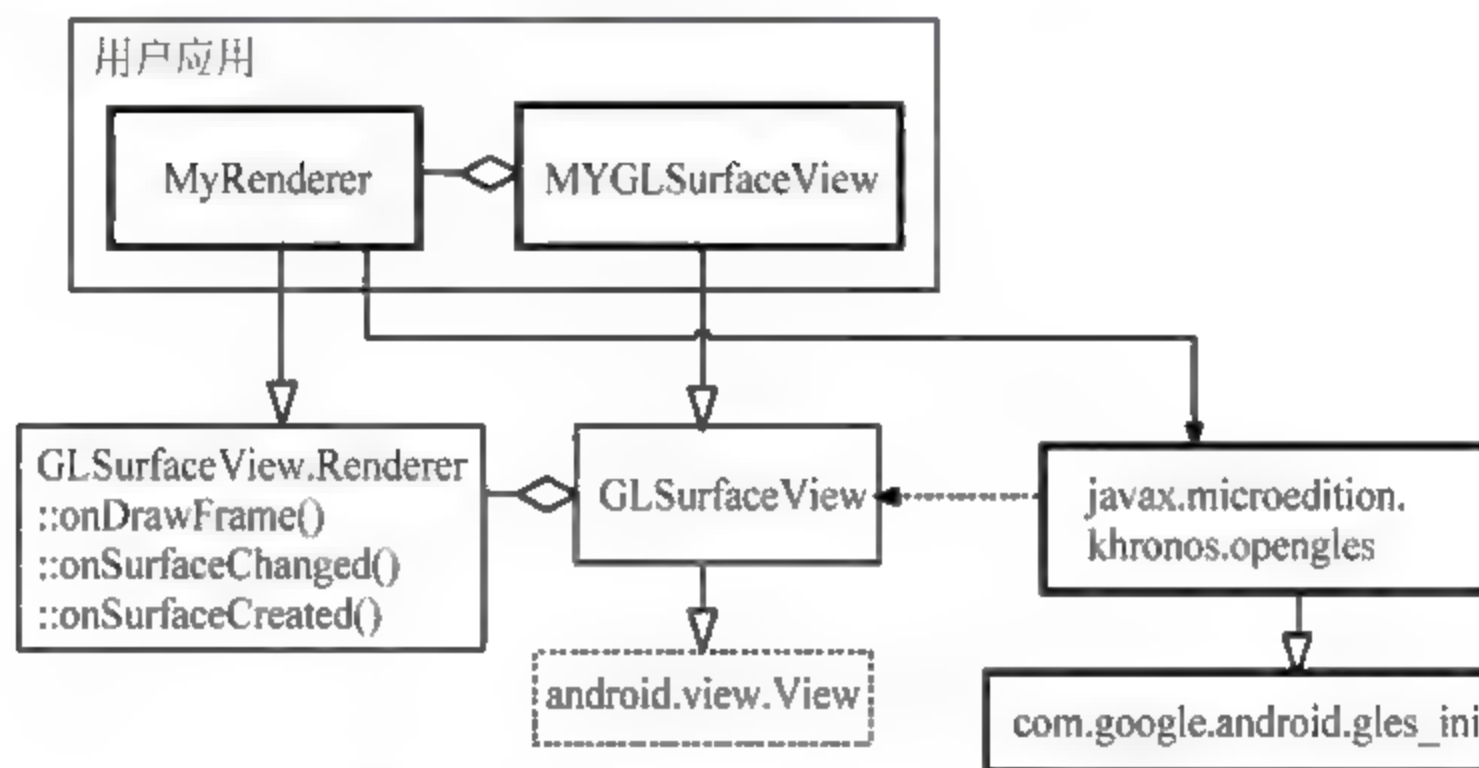 用户应用
MyRenderer
MYGLSurfaceView
GLSurfaceView.Renderer
::onDrawFrame()
::onSurfaceChanged()
::onSurfaceCreated()
GLSurfaceView
javax.microedition.
khronos.opengles
android.view.View
com.google.android.gles_ini